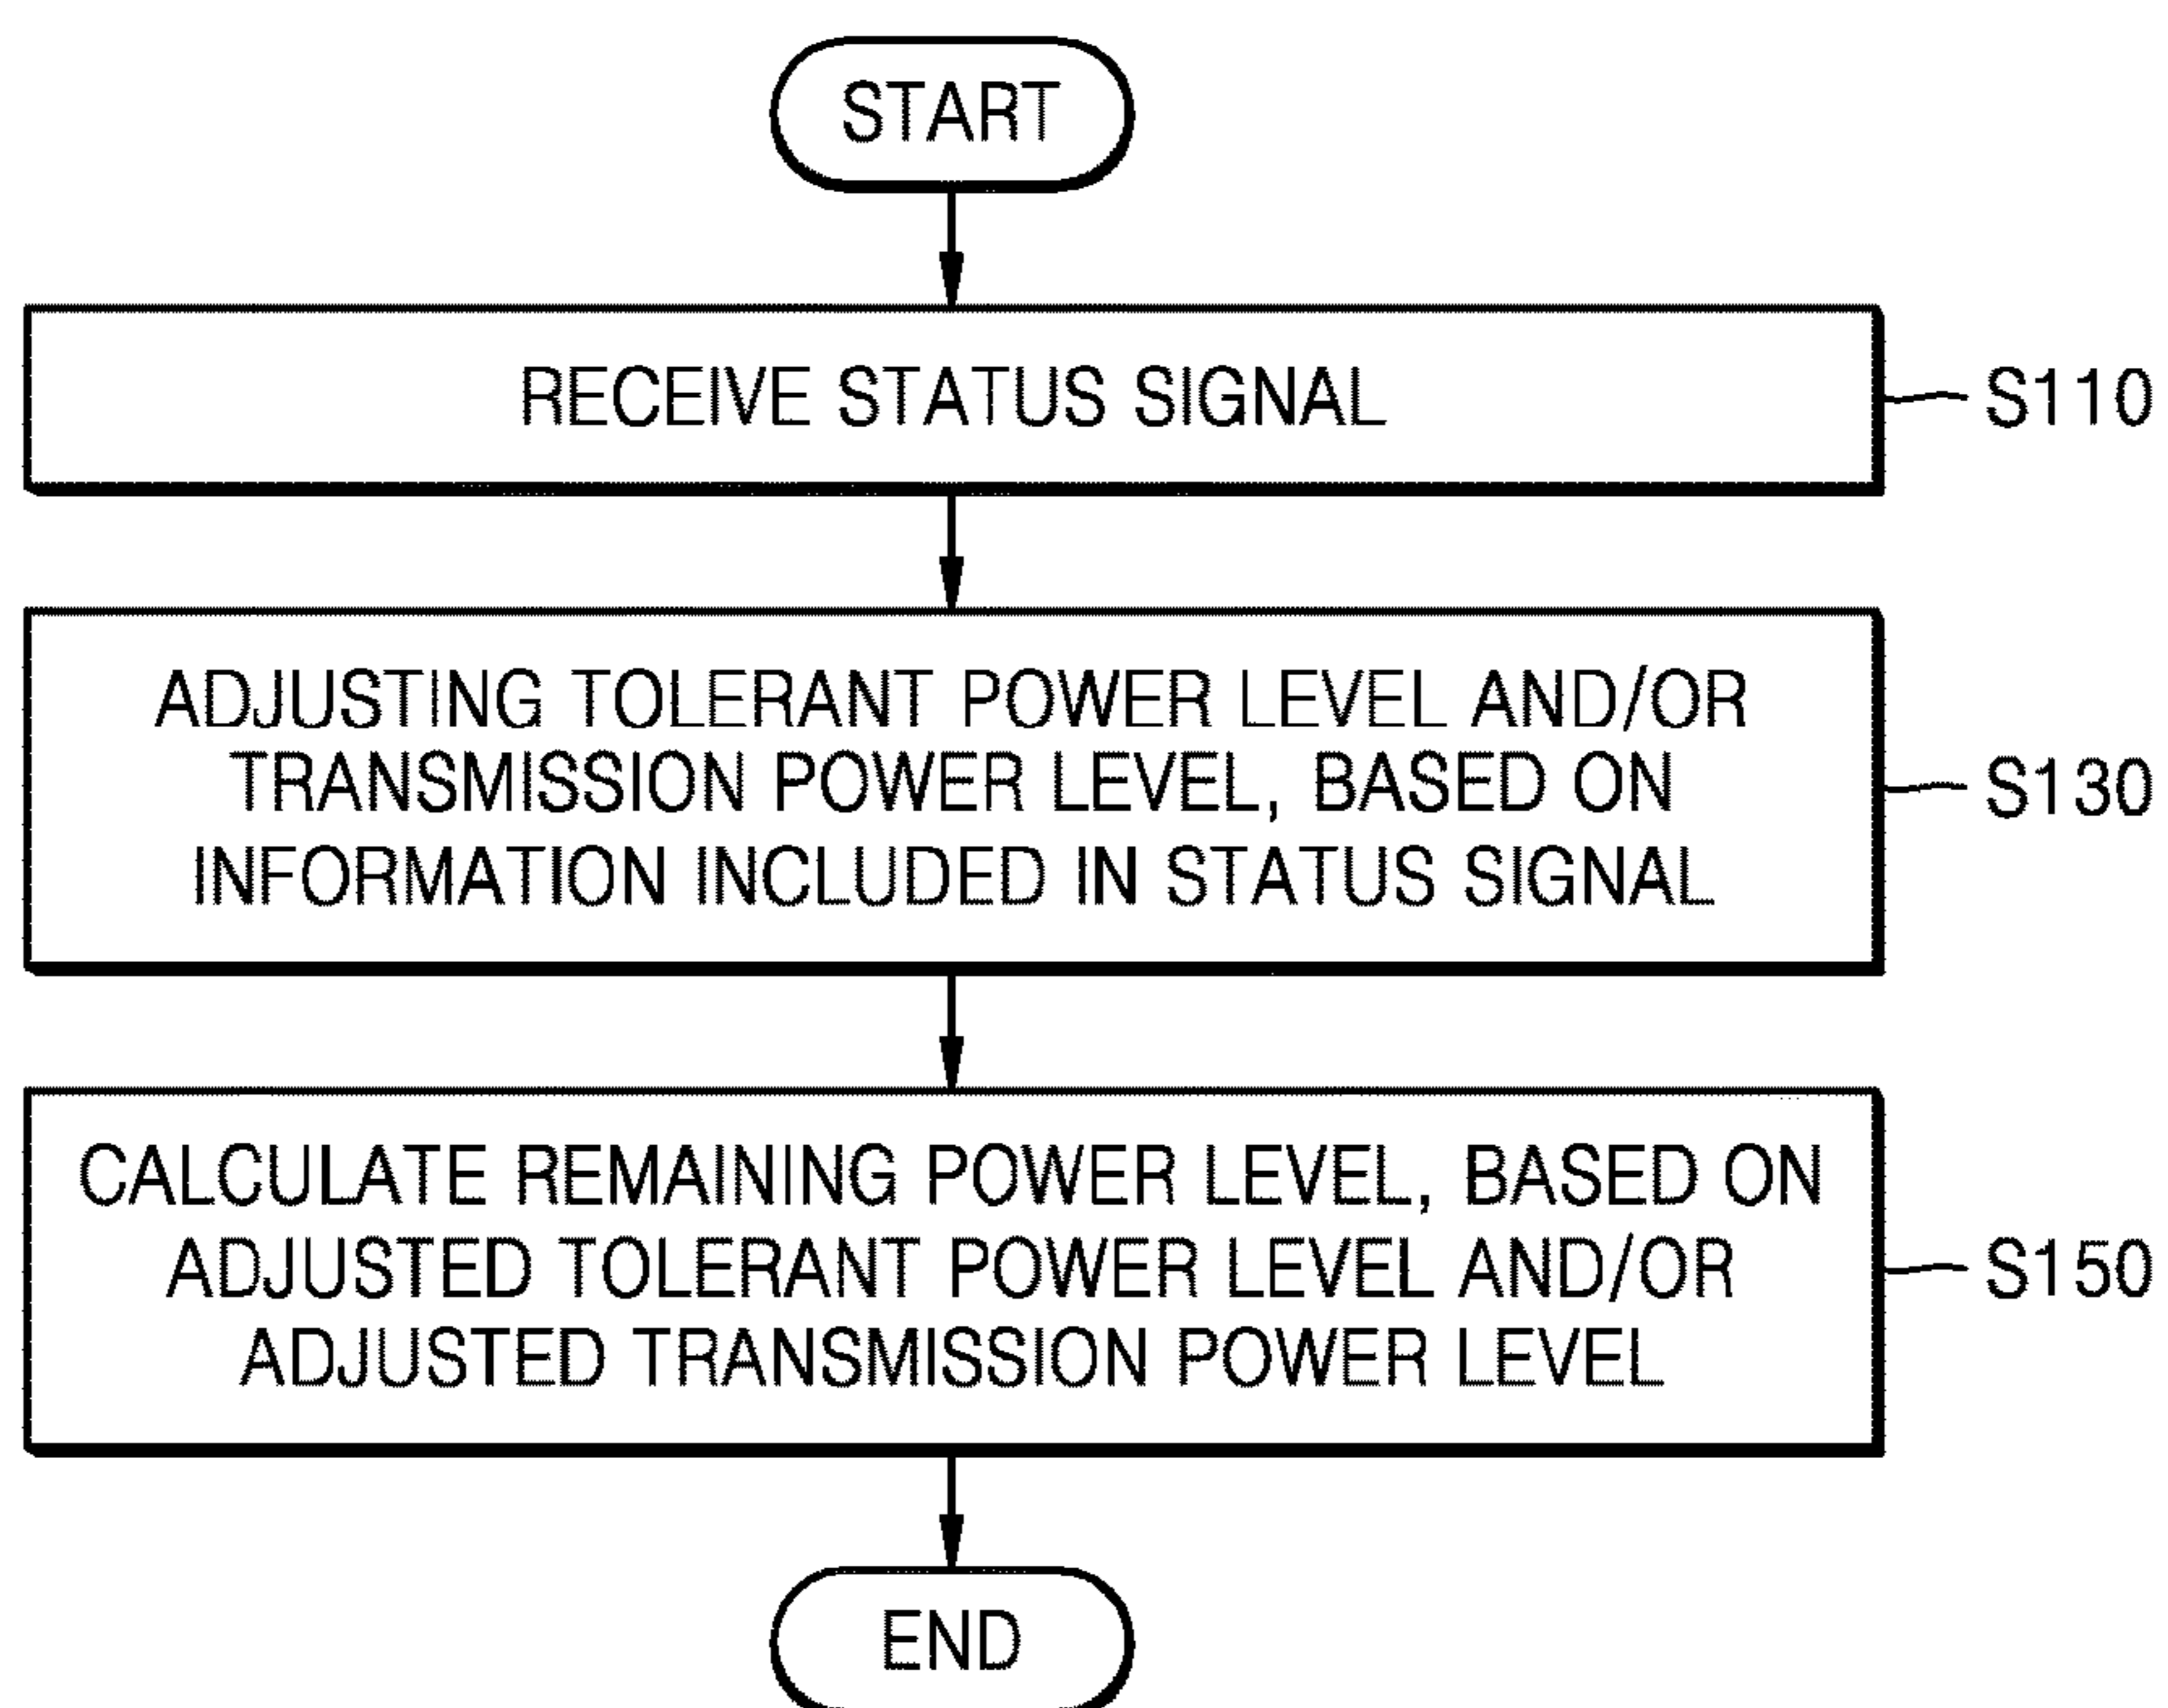 START
RECEIVE STATUS SIGNAL
S110
ADJUSTING TOLERANT POWER LEVEL AND/OR
TRANSMISSION POWER LEVEL, BASED ON
INFORMATION INCLUDED IN STATUS SIGNAL
S130
CALCULATE REMAINING POWER LEVEL, BASED ON
ADJUSTED TOLERANT POWER LEVEL AND/OR
ADJUSTED TRANSMISSION POWER LEVEL
S150
END